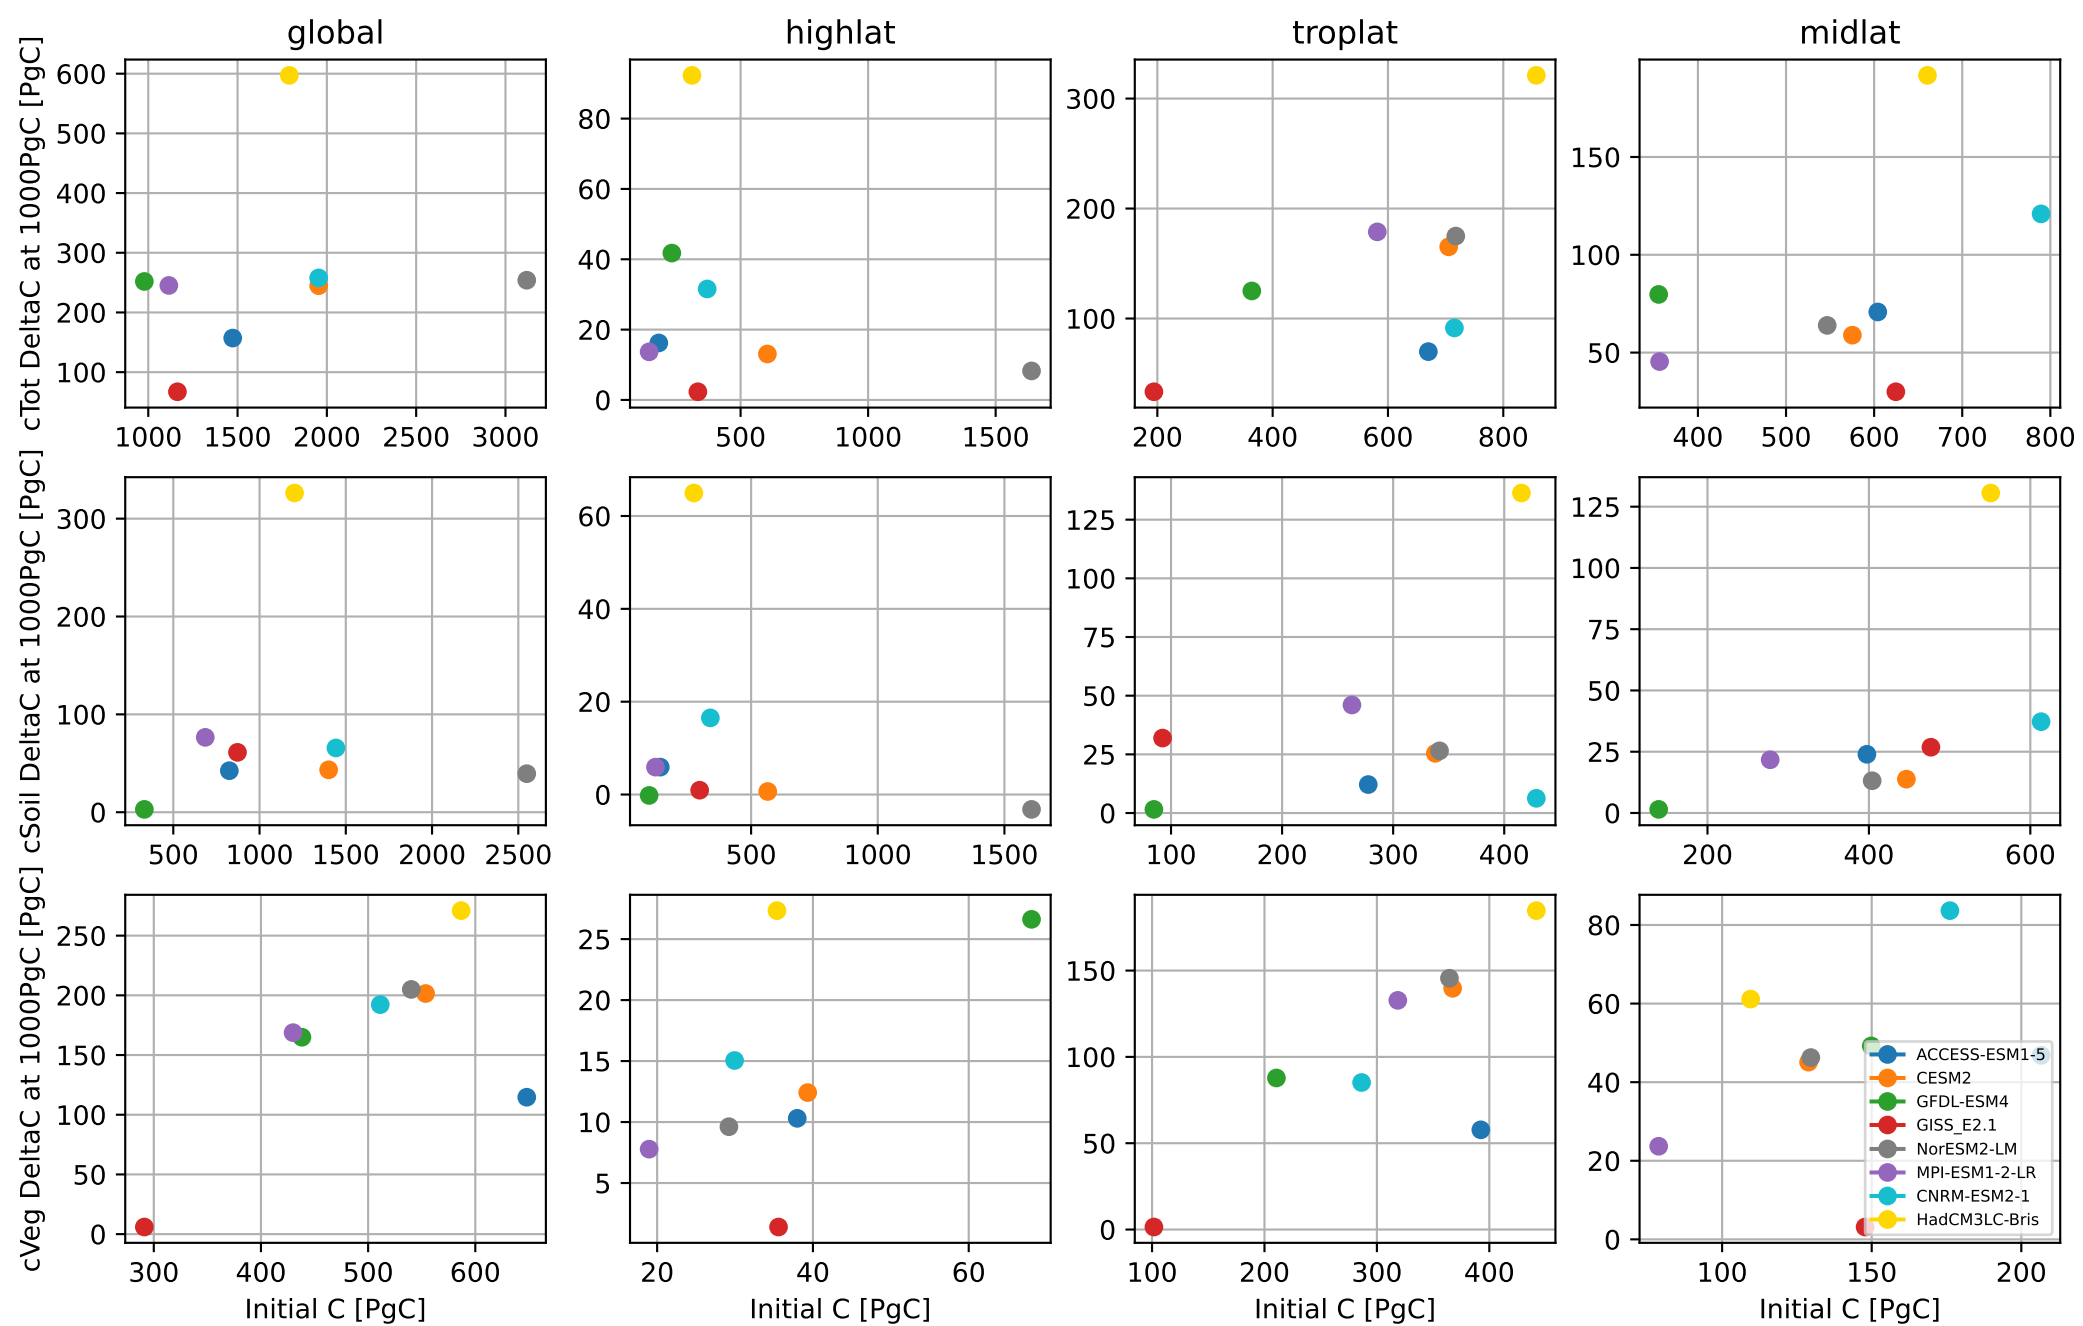 global highlat troplat midlat
cTot DeltaC at 1000PgC [PgC]
600 500 400 300 200 100
1000 1500 2000 2500 3000
80 60 40 20 0
500 1000 1500
300 200 100
200 400 600 800
150 100 50
400 500 600 700 800
cSoil DeltaC at 1000PgC [PgC]
300 200 100 0
500 1000 1500 2000 2500
60 40 20 0
500 1000 1500
125 100 75 50 25 0
100 200 300 400
125 100 75 50 25 0
200 400 600
cVeg DeltaC at 1000PgC [PgC]
250 200 150 100 50 0
300 400 500 600
25 20 15 10 5
20 40 60
150 100 50 0
100 200 300 400
80 60 40 20 0
100 150 200
ACCESS-ESM1-5
CESM2
GFDL-ESM4
GISS_E2.1
NorESM2-LM
MPI-ESM1-2-LR
CNRM-ESM2-1
HadCM3LC-Bris
Initial C [PgC] Initial C [PgC] Initial C [PgC] Initial C [PgC]